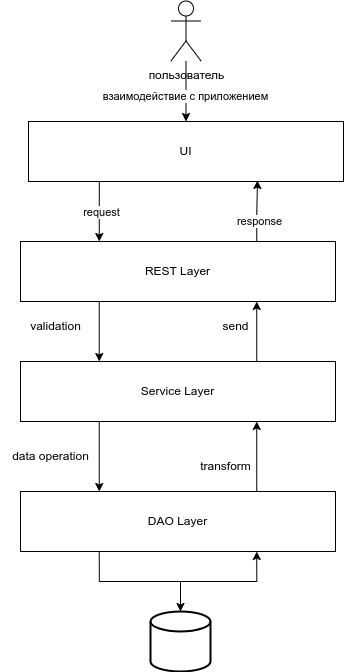 пользователь
взаимодействие с приложением
UI
request
response
REST Layer
validation
send
Service Layer
data operation
transform
DAO Layer